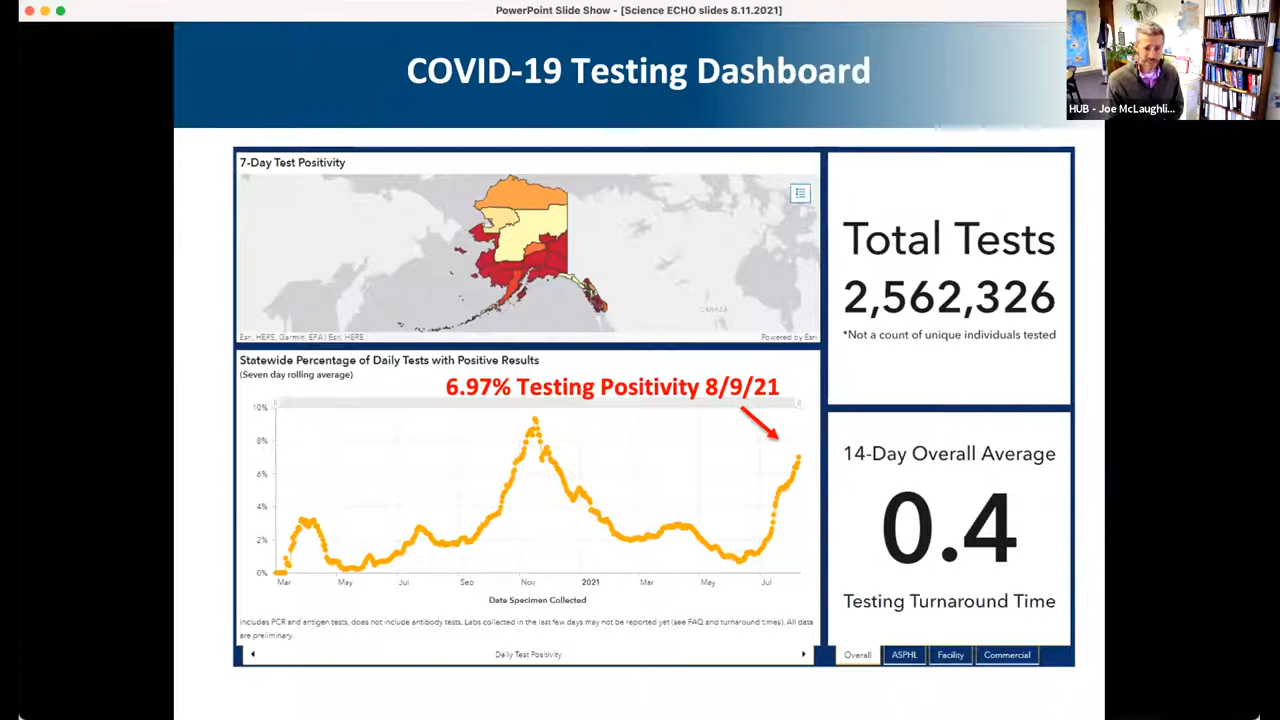 PowerPoint Slide Show - [Science ECHO slides 8.11.2021]
HUB - Joe McLaughli...
COVID-19 Testing Dashboard
7-Day Test Positivity
CANADA
Esri, HERE, Garmin, EPA | Esri, HERE
Powered by Esri
Total Tests
2,562,326
*Not a count of unique individuals tested
Statewide Percentage of Daily Tests with Positive Results
(Seven day rolling average)
6.97% Testing Positivity 8/9/21
10%
8%
6%
4%
2%
0%
Mar May Jul Sep Nov 2021 Mar May Jul
Date Specimen Collected
Includes PCR and antigen tests, does not include antibody tests. Labs collected in the last few days may not be reported yet (see FAQ and turnaround times). All data
are preliminary.
Daily Test Positivity
14-Day Overall Average
0.4
Testing Turnaround Time
Overall ASPHL Facility Commercial